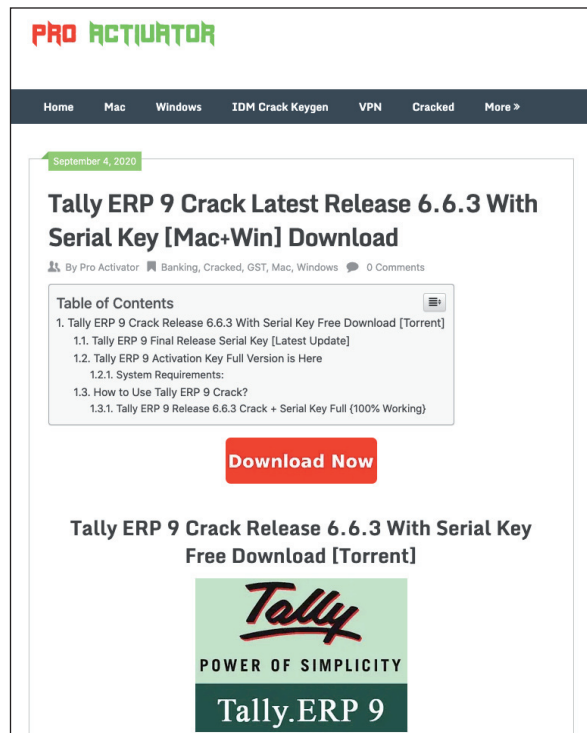 PRO ACTIVATOR
Home Mac Windows IDM Crack Keygen VPN Cracked More »
September 4, 2020
Tally ERP 9 Crack Latest Release 6.6.3 With
Serial Key [Mac+Win] Download
By Pro Activator Banking, Cracked, GST, Mac, Windows 0 Comments
Table of Contents
1. Tally ERP 9 Crack Release 6.6.3 With Serial Key Free Download [Torrent]
1.1. Tally ERP 9 Final Release Serial Key [Latest Update]
1.2. Tally ERP 9 Activation Key Full Version is Here
1.2.1. System Requirements:
1.3. How to Use Tally ERP 9 Crack?
1.3.1. Tally ERP 9 Release 6.6.3 Crack + Serial Key Full {100% Working}
Download Now
Tally ERP 9 Crack Release 6.6.3 With Serial Key
Free Download [Torrent]
Tally
POWER OF SIMPLICITY
Tally.ERP 9